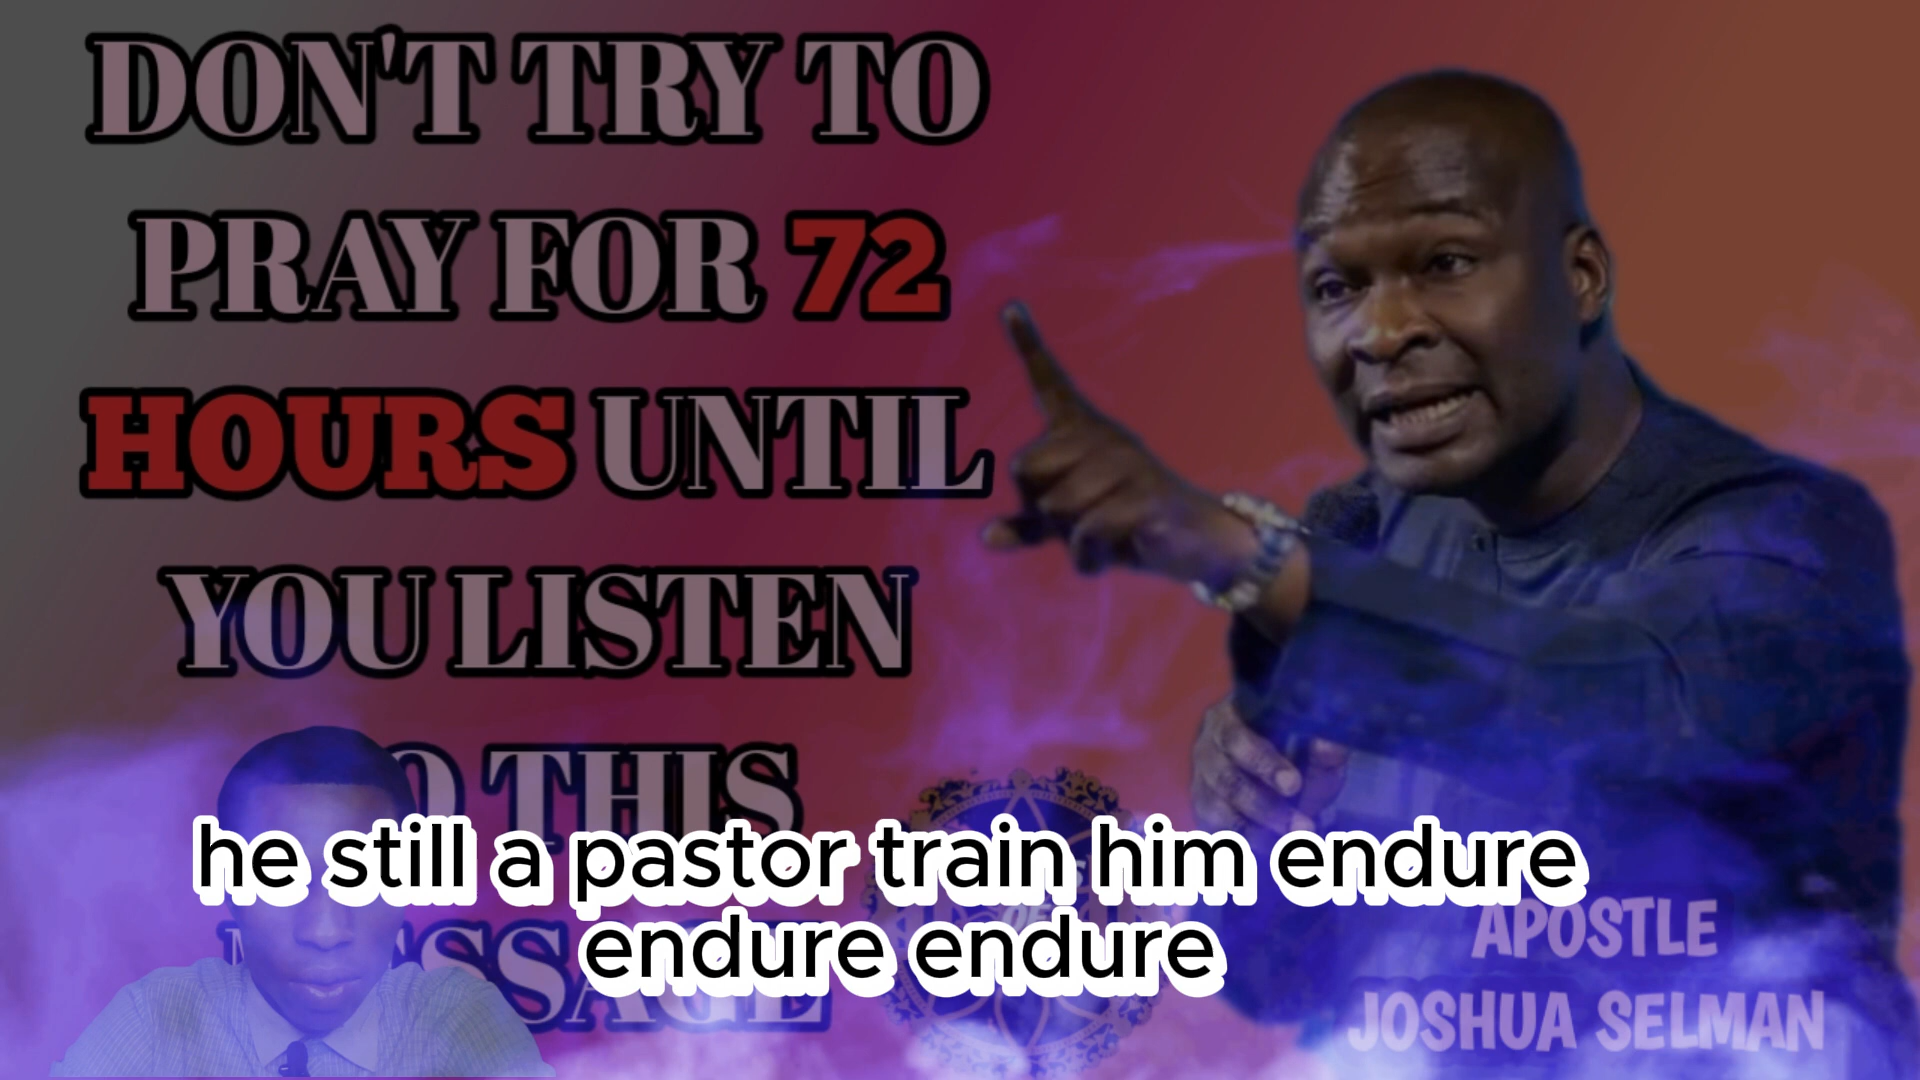 DON'T TRY TO
PRAY FOR 72
HOURS UNTIL
YOU LISTEN
THIS
he still a pastor train him endure
endure endure
APOSTLE
JOSHUA SELMAN